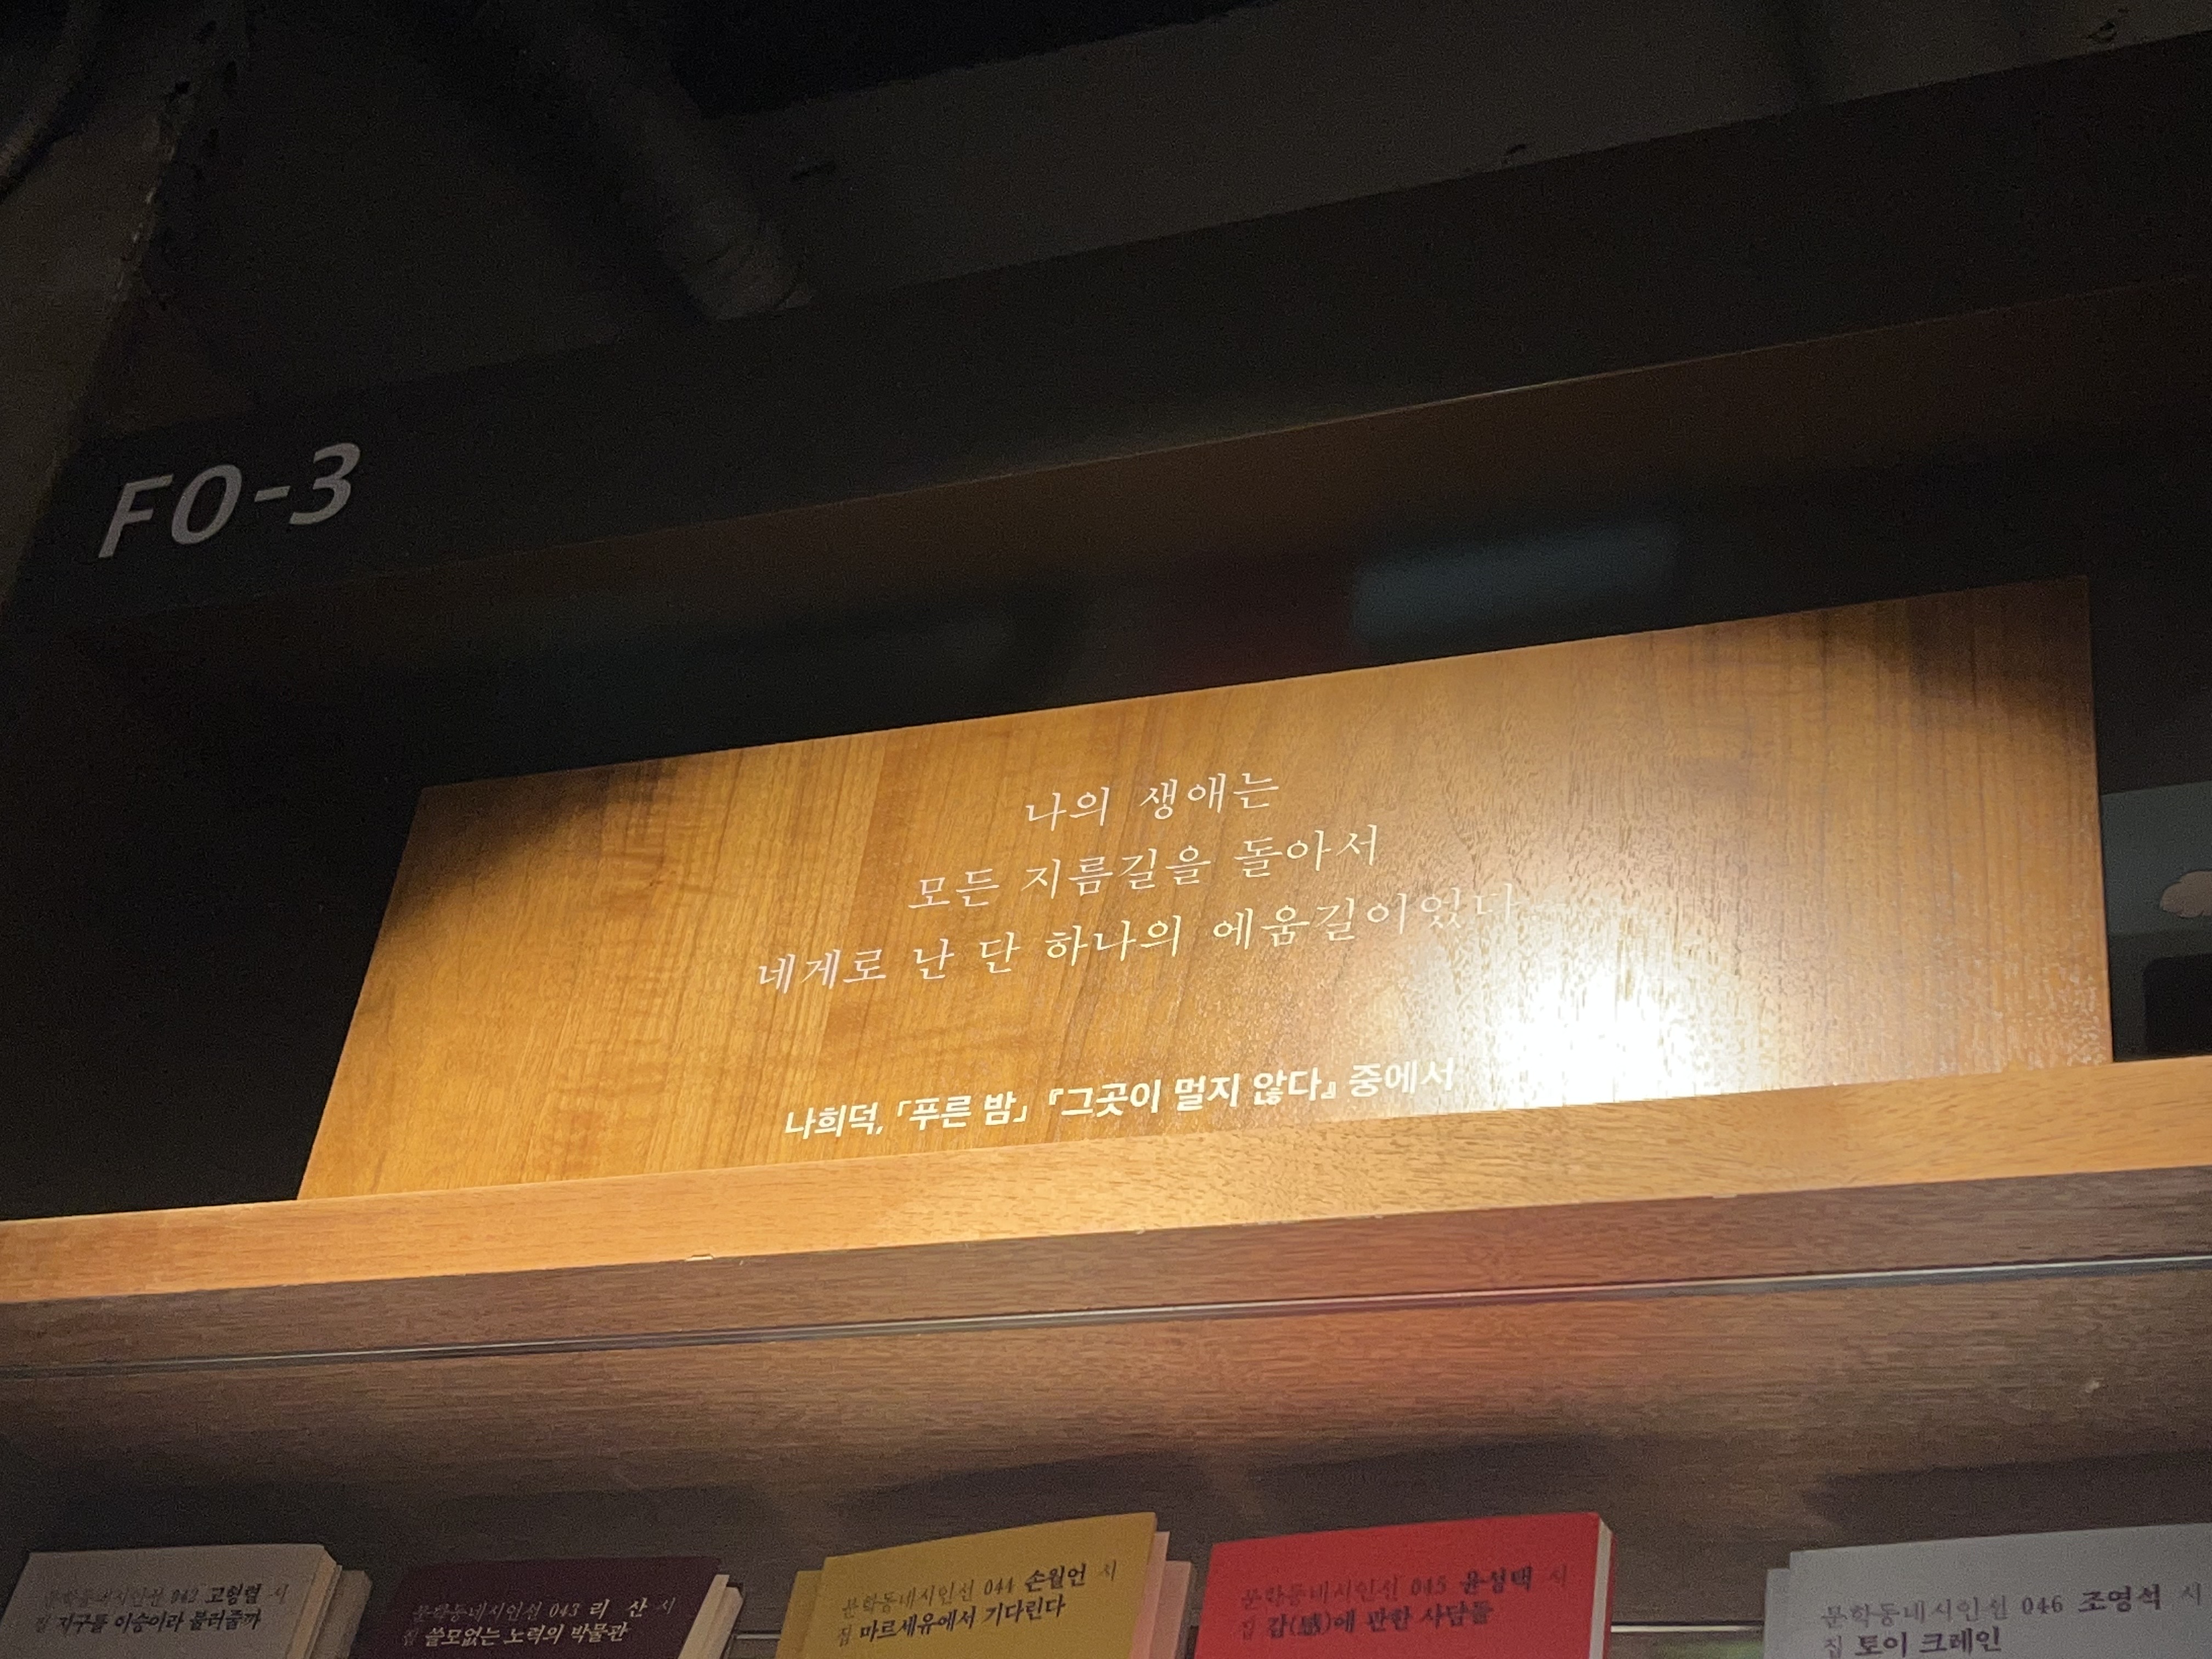 FO-3
나의 생애는
모든 지름길을 돌아서
네게로 난 단 하나의 에움길이었다.
나희덕, 「푸른 밤」 『그곳이 멀지 않다』 중에서
문학동네시인선 042 고형렬 시
집 지구를 이승이라 불러줄까
문학동네시인선 043 리 산 시
집 쓸모없는 노력의 박물관
문학동네시인선 044 손월언 시
집 마르세유에서 기다린다
문학동네시인선 045 윤성택 시
집 감(感)에 관한 사담들
문학동네시인선 046 조영석 시
집 토이 크레인